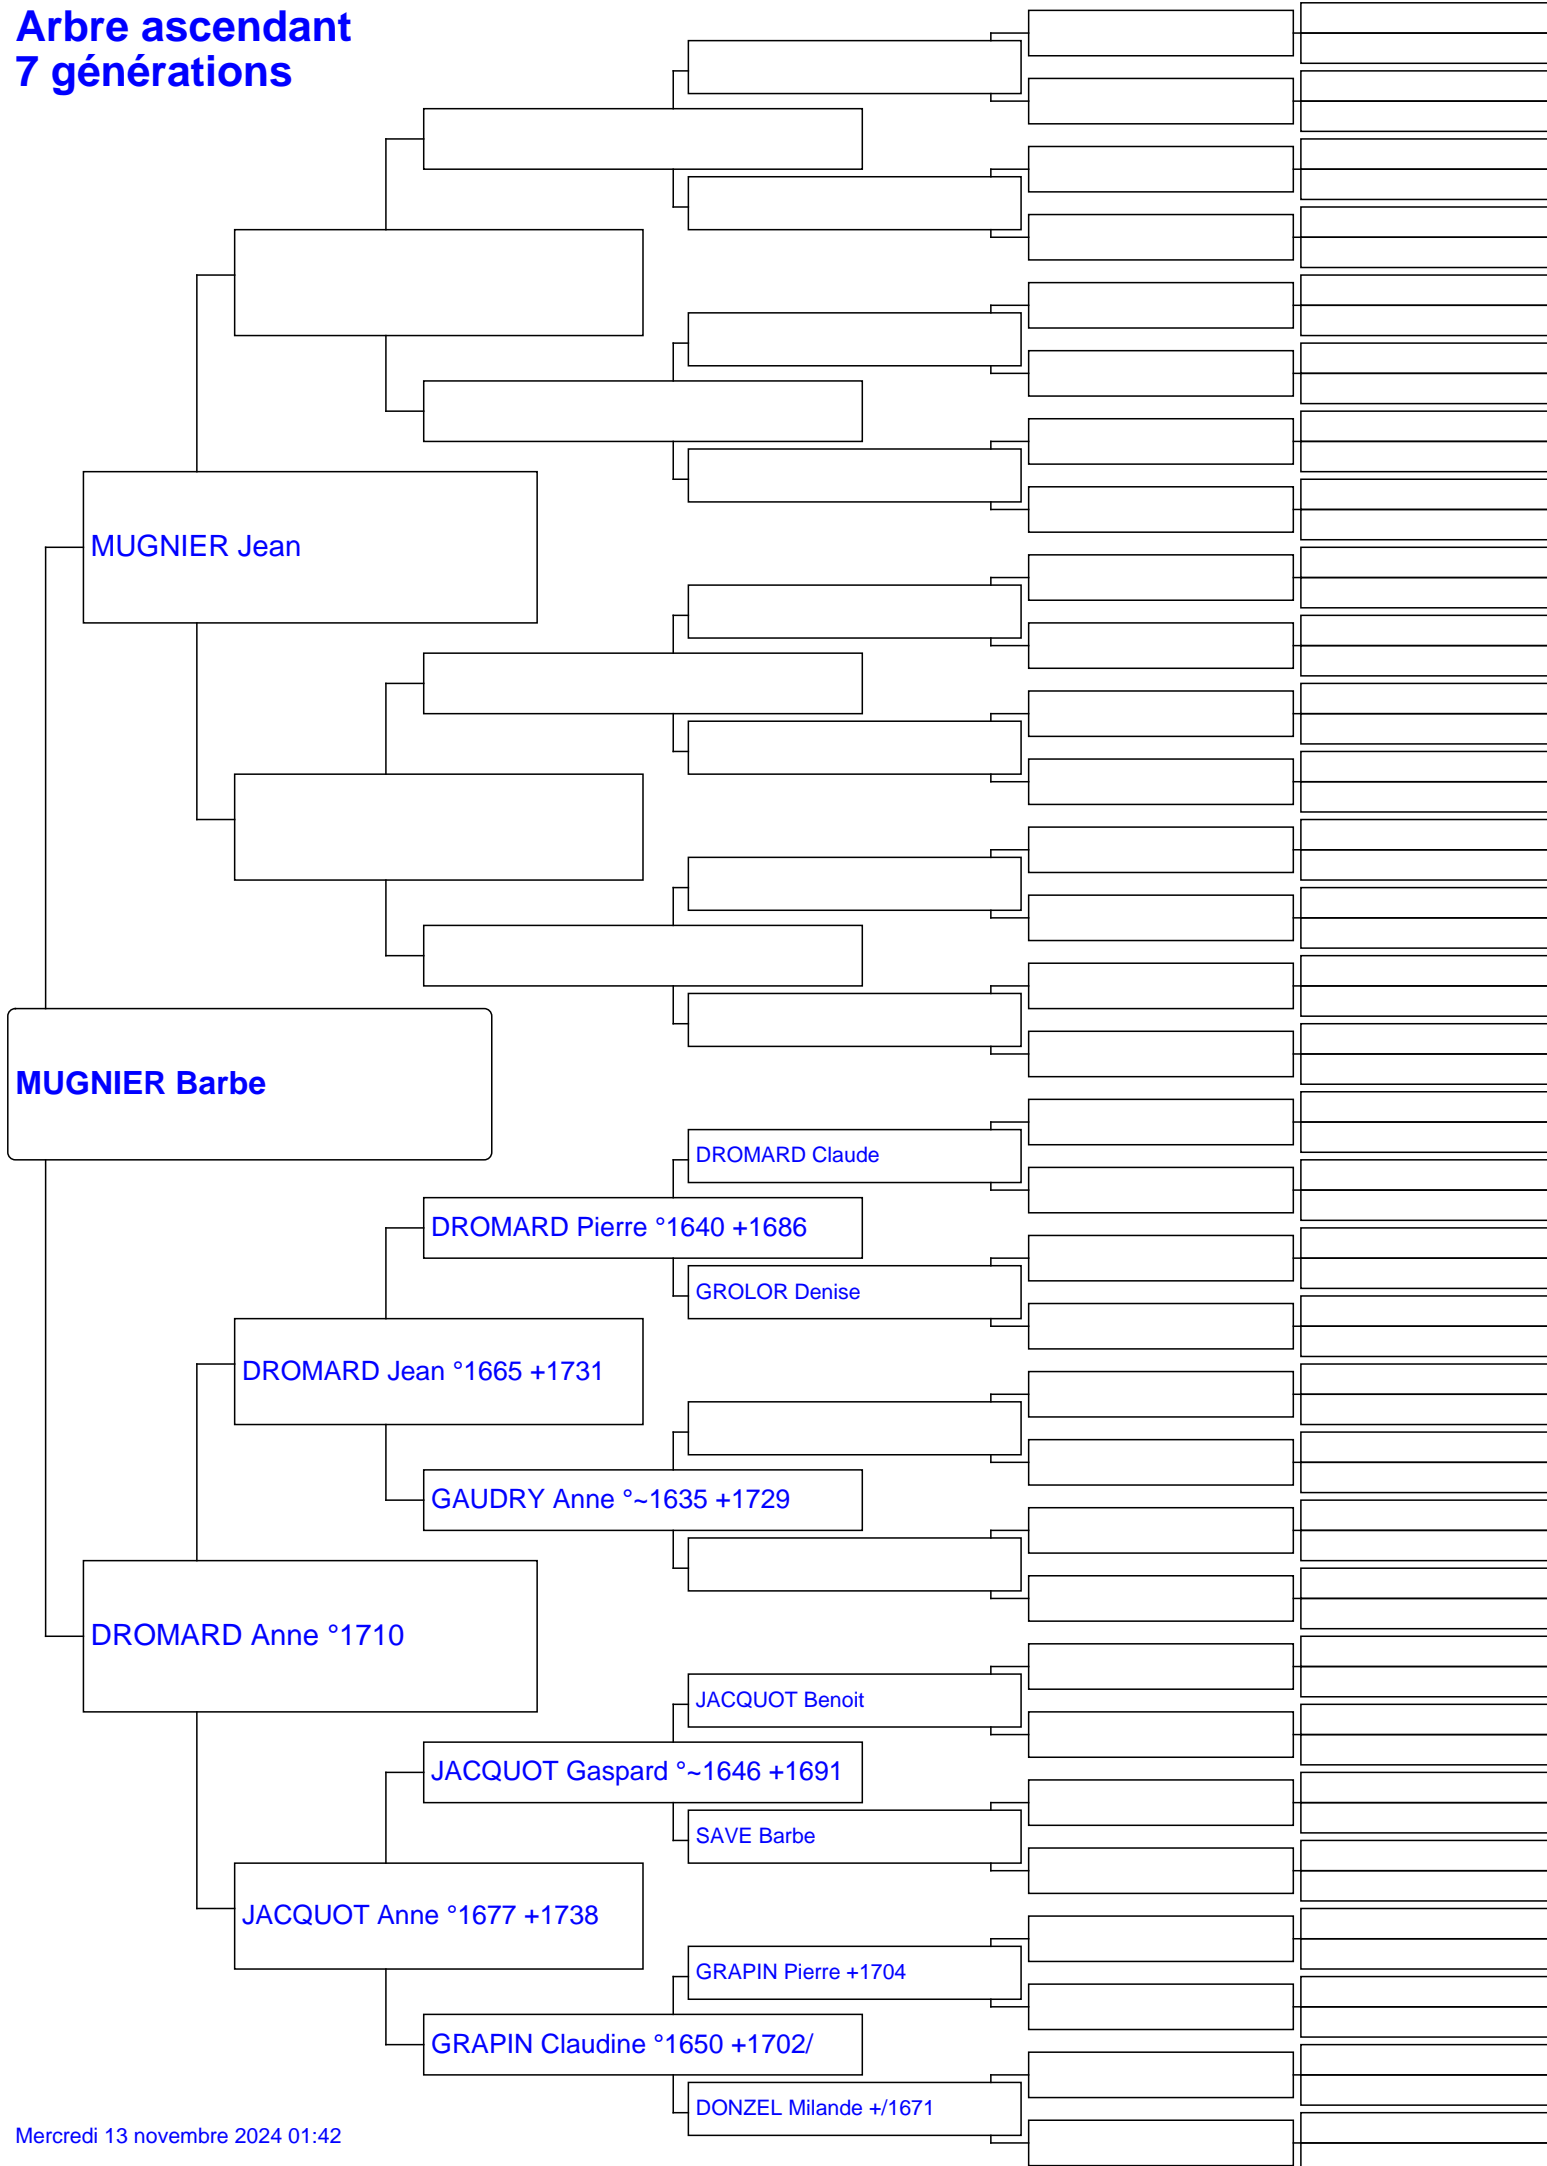 Arbre ascendant
7 générations
MUGNIER Jean
MUGNIER Barbe
DROMARD Claude
DROMARD Pierre °1640 +1686
GROLOR Denise
DROMARD Jean °1665 +1731
GAUDRY Anne °~1635 +1729
DROMARD Anne °1710
JACQUOT Benoit
JACQUOT Gaspard °~1646 +1691
SAVE Barbe
JACQUOT Anne °1677 +1738
GRAPIN Pierre +1704
GRAPIN Claudine °1650 +1702/
DONZEL Milande +/1671
Mercredi 13 novembre 2024 01:42